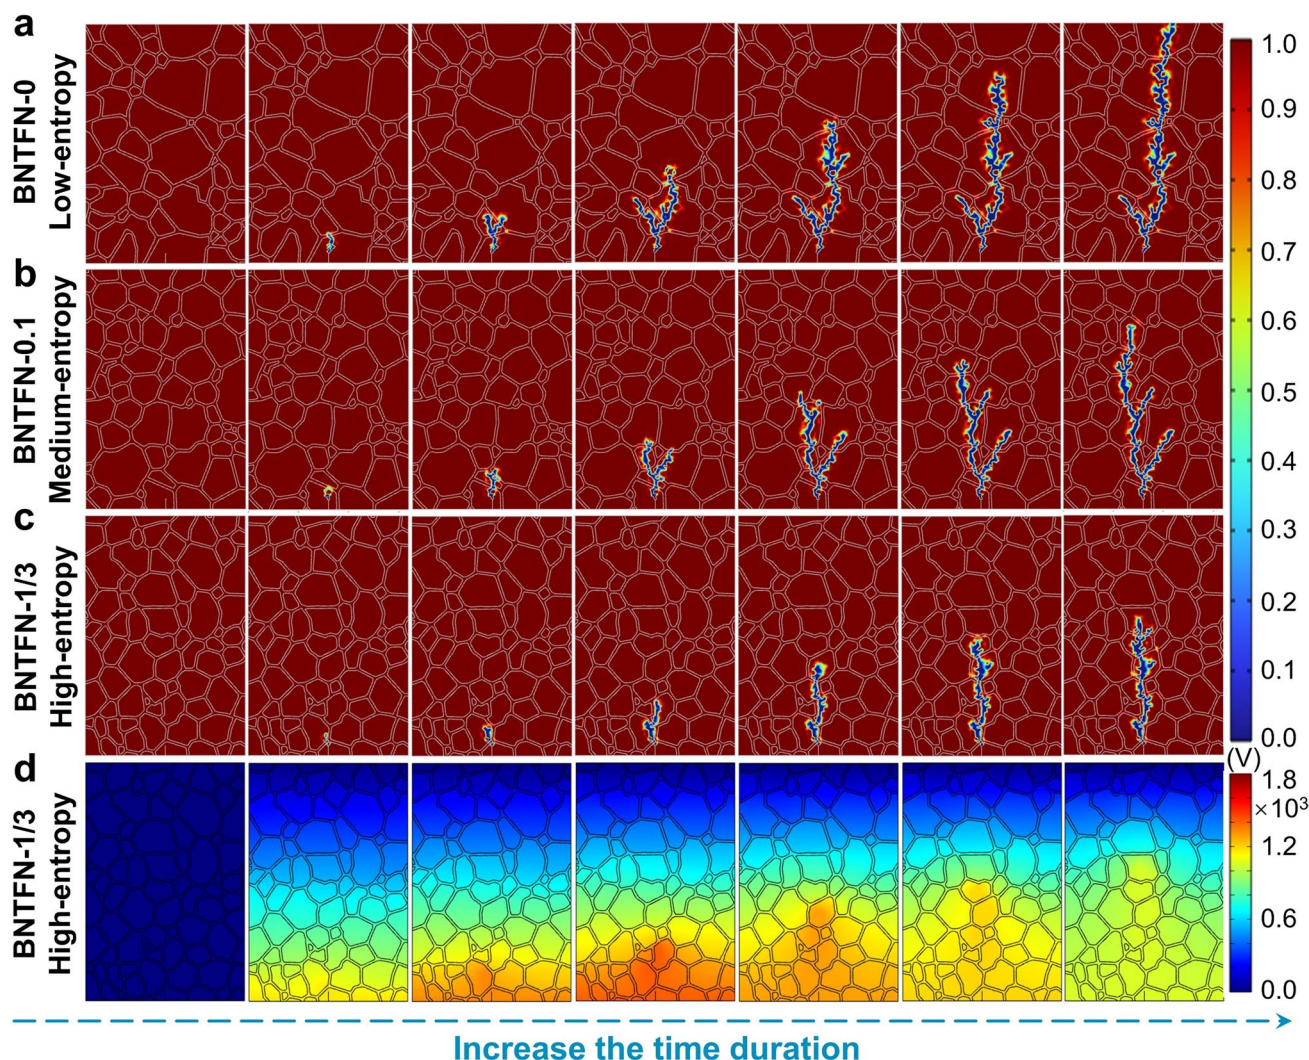 a
BNTFN-0
Low-entropy
b
BNTFN-0.1
Medium-entropy
c
BNTFN-1/3
High-entropy
d
BNTFN-1/3
High-entropy
1.0
0.9
0.8
0.7
0.6
0.5
0.4
0.3
0.2
0.1
0.0
(V)
1.8
×10³
1.2
0.6
0.0
Increase the time duration